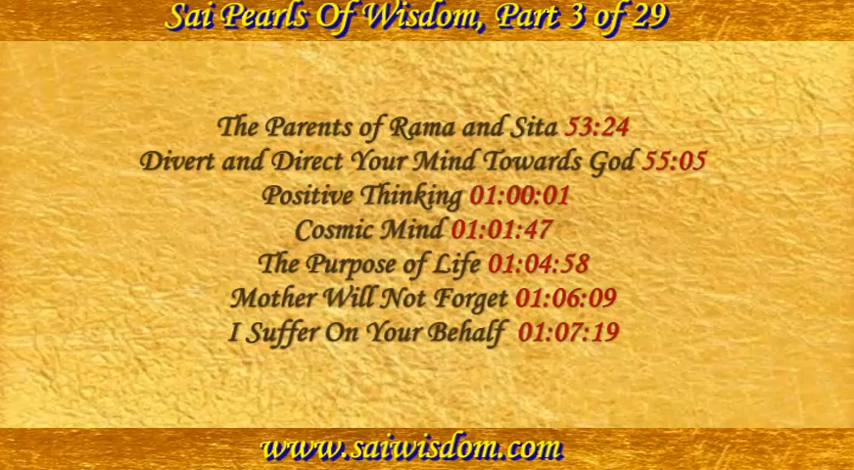 Sai Pearls Of Wisdom, Part 3 of 29
The Parents of Rama and Sita 53:24
Divert and Direct Your Mind Towards God 55:05
Positive Thinking 01:00:01
Cosmic Mind 01:01:47
The Purpose of Life 01:04:58
Mother Will Not Forget 01:06:09
I Suffer On Your Behalf 01:07:19
www.saiwisdom.com